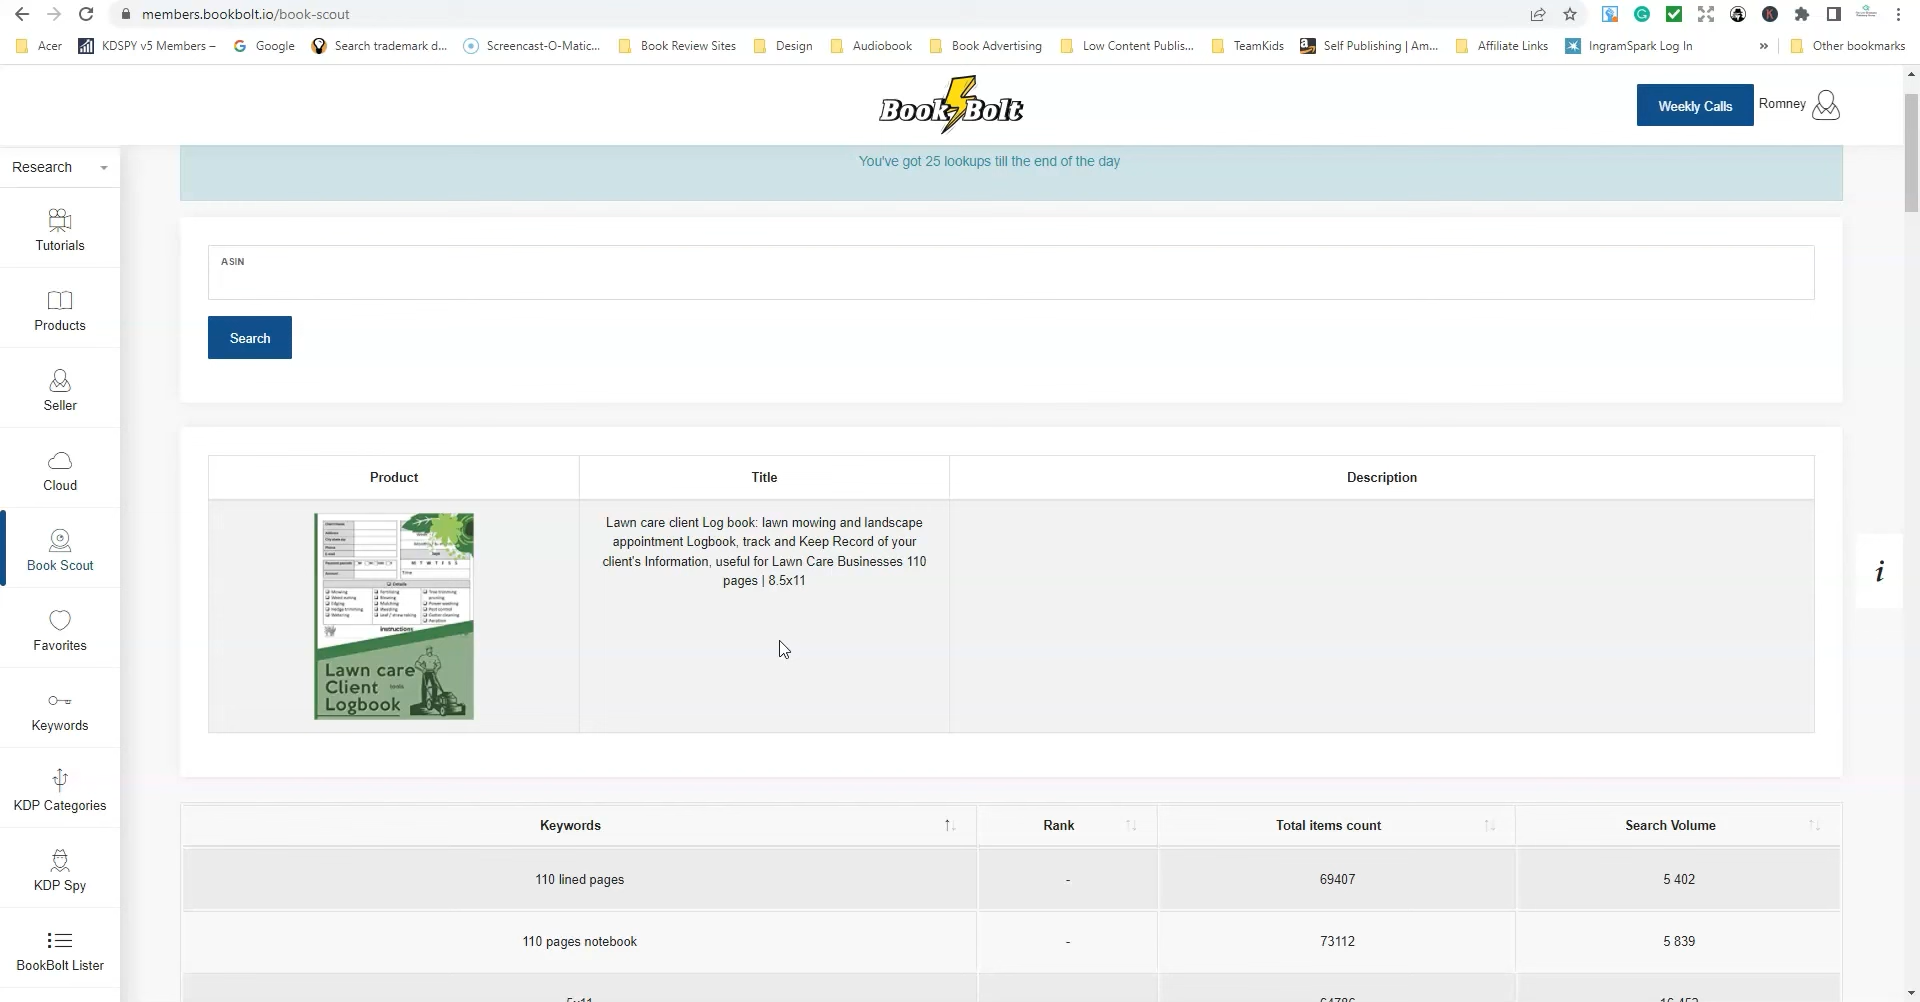 members.bookbolt.io/book-scout
Acer
KDSPY v5 Members –
Google
Search trademark d...
Screencast-O-Matic...
Book Review Sites
Design
Audiobook
Book Advertising
Low Content Publis...
TeamKids
Self Publishing | Am...
Affiliate Links
IngramSpark Log In
»
Other bookmarks
Book Bolt
Weekly Calls
Romney
Research
You've got 25 lookups till the end of the day
Tutorials
ASIN
Products
Search
Seller
Cloud
Product
Title
Description
Lawn care client Log book: lawn mowing and landscape
appointment Logbook, track and Keep Record of your
client's Information, useful for Lawn Care Businesses 110
pages | 8.5x11
Instructions
Lawn care
Client
Logbook
Book Scout
i
Favorites
Keywords
KDP Categories
KDP Spy
BookBolt Lister
Keywords
Rank
Total items count
Search Volume
110 lined pages
-
69407
5 402
110 pages notebook
-
73112
5 839